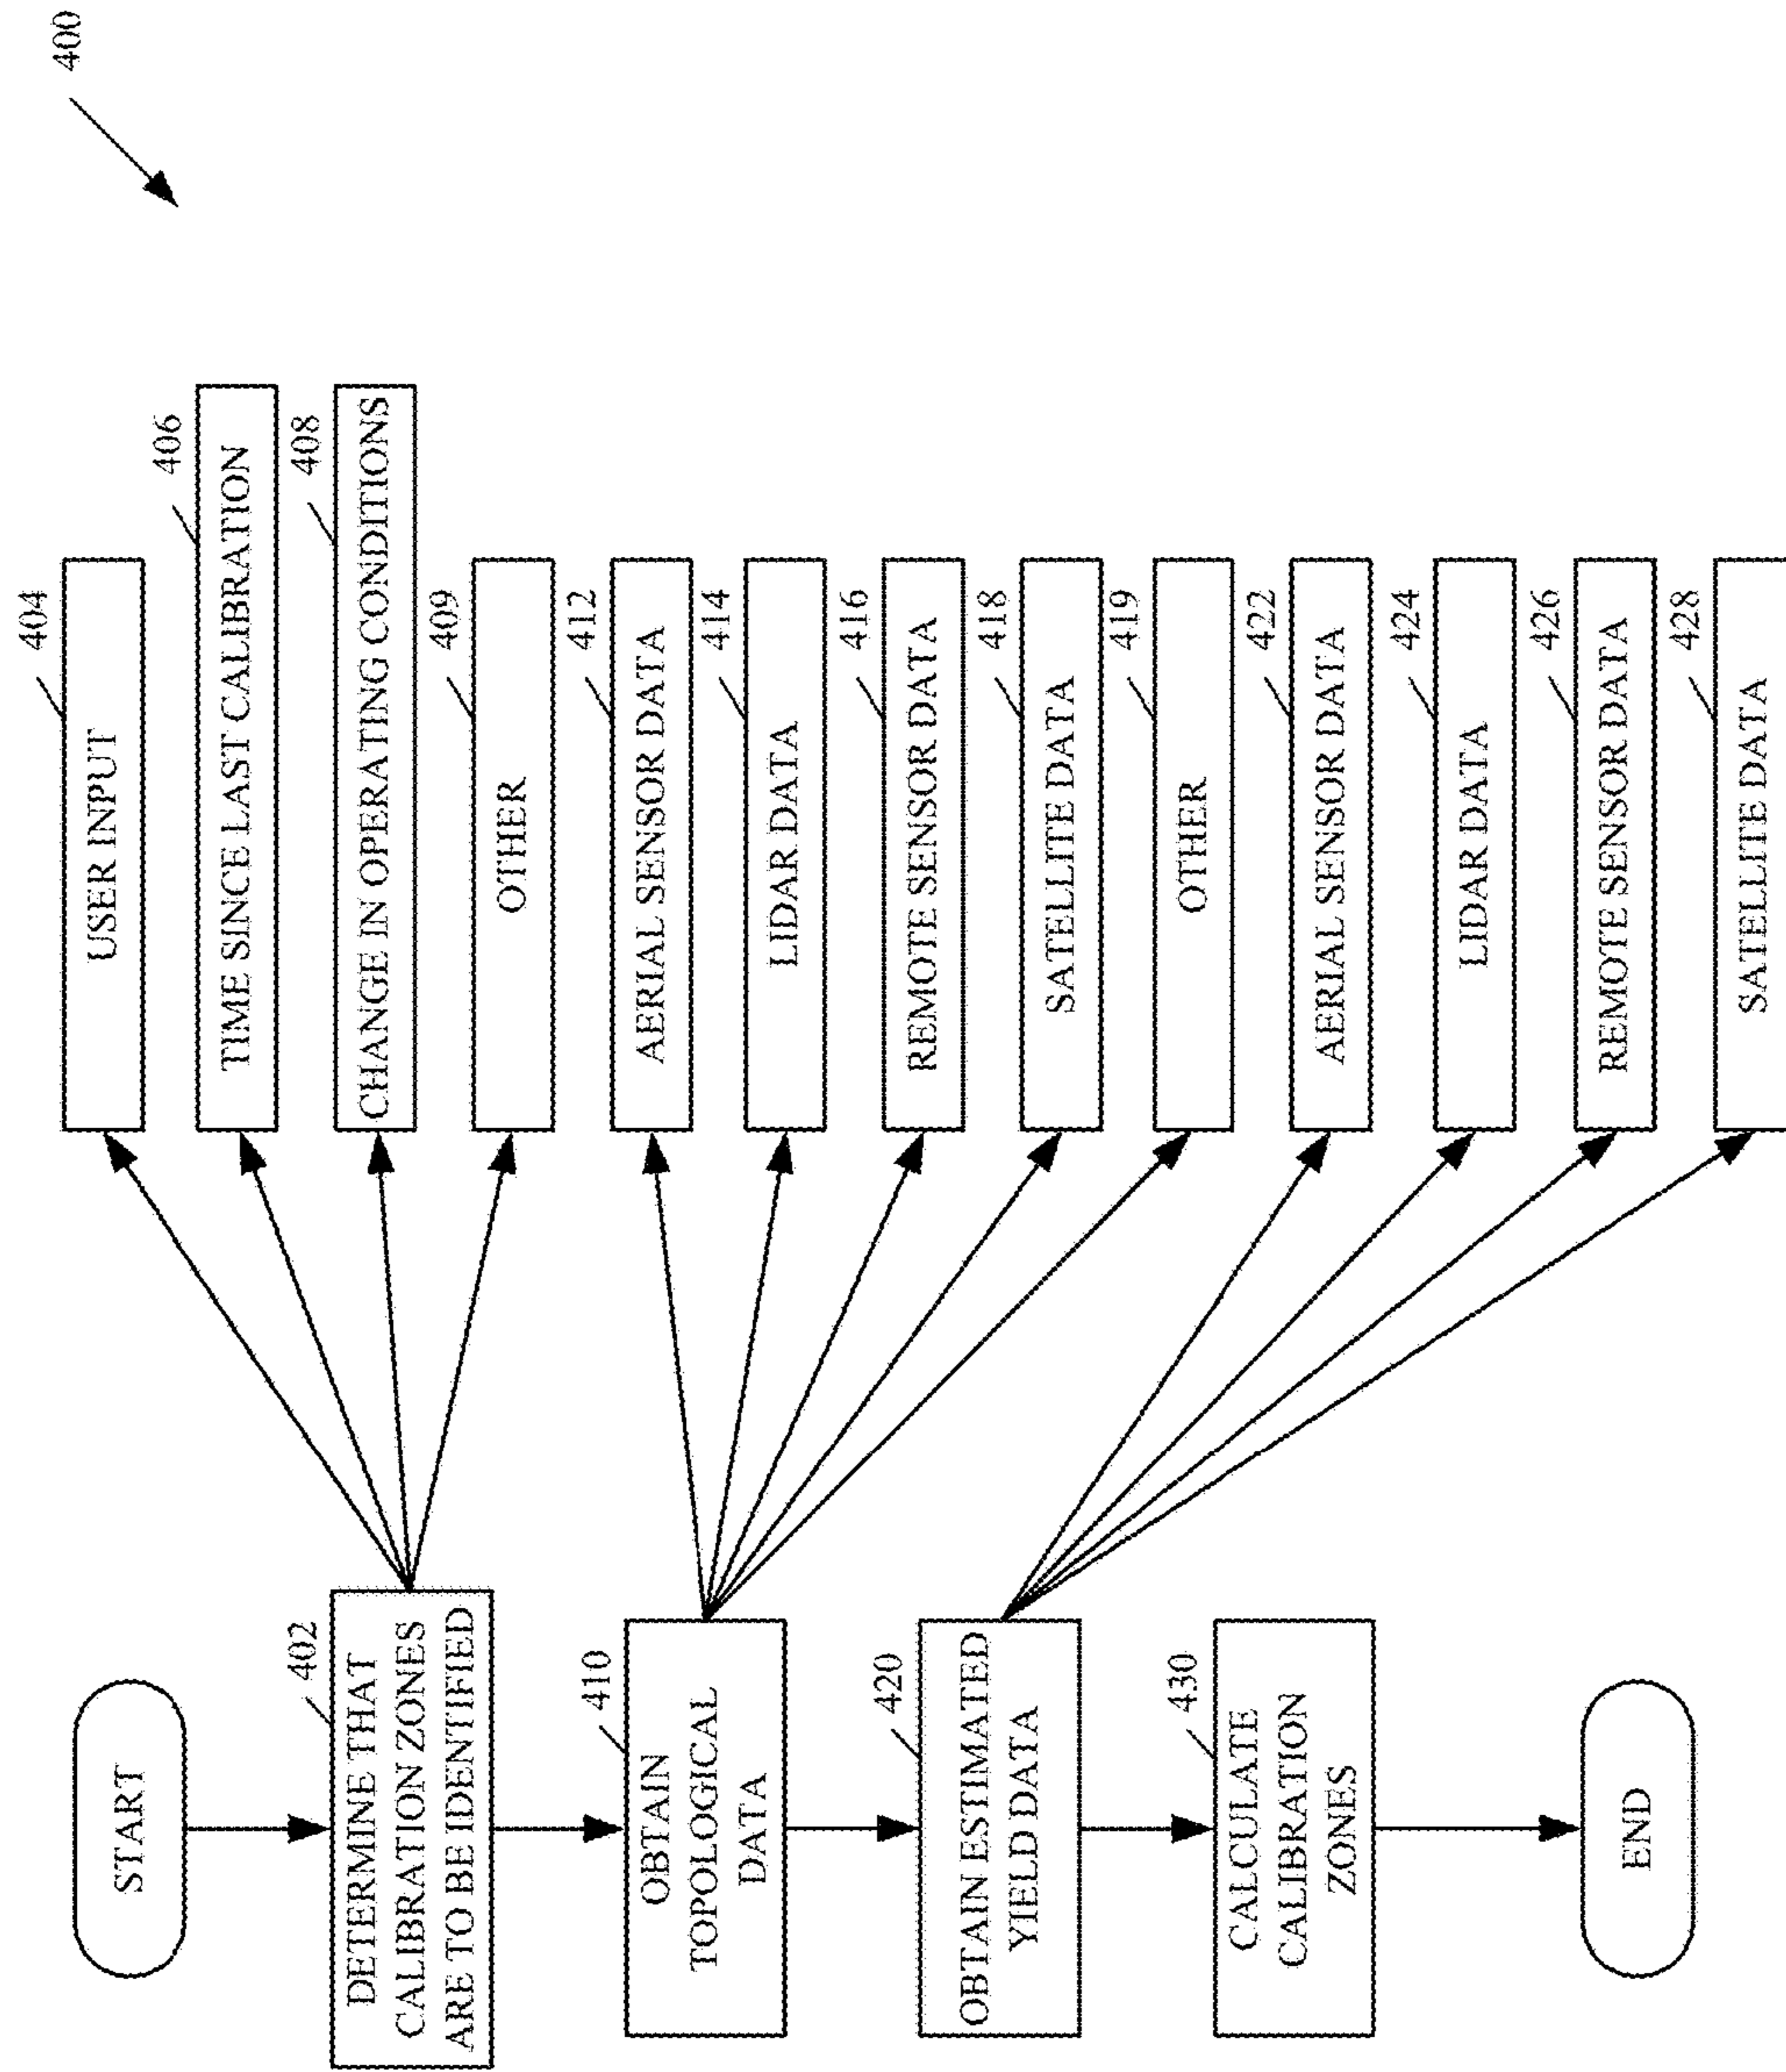 400
START
402
DETERMINE THAT
CALIBRATION ZONES
ARE TO BE IDENTIFIED
404
USER INPUT
406
TIME SINCE LAST CALIBRATION
408
CHANGE IN OPERATING CONDITIONS
409
OTHER
410
OBTAIN
TOPOLOGICAL
DATA
412
AERIAL SENSOR DATA
414
LIDAR DATA
416
REMOTE SENSOR DATA
418
SATELLITE DATA
419
OTHER
420
OBTAIN ESTIMATED
YIELD DATA
422
AERIAL SENSOR DATA
424
LIDAR DATA
426
REMOTE SENSOR DATA
428
SATELLITE DATA
430
CALCULATE
CALIBRATION
ZONES
END